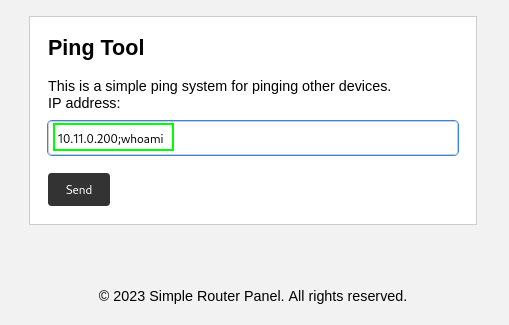 Ping Tool
This is a simple ping system for pinging other devices.
IP address:
10.11.0.200;whoami
Send
© 2023 Simple Router Panel. All rights reserved.